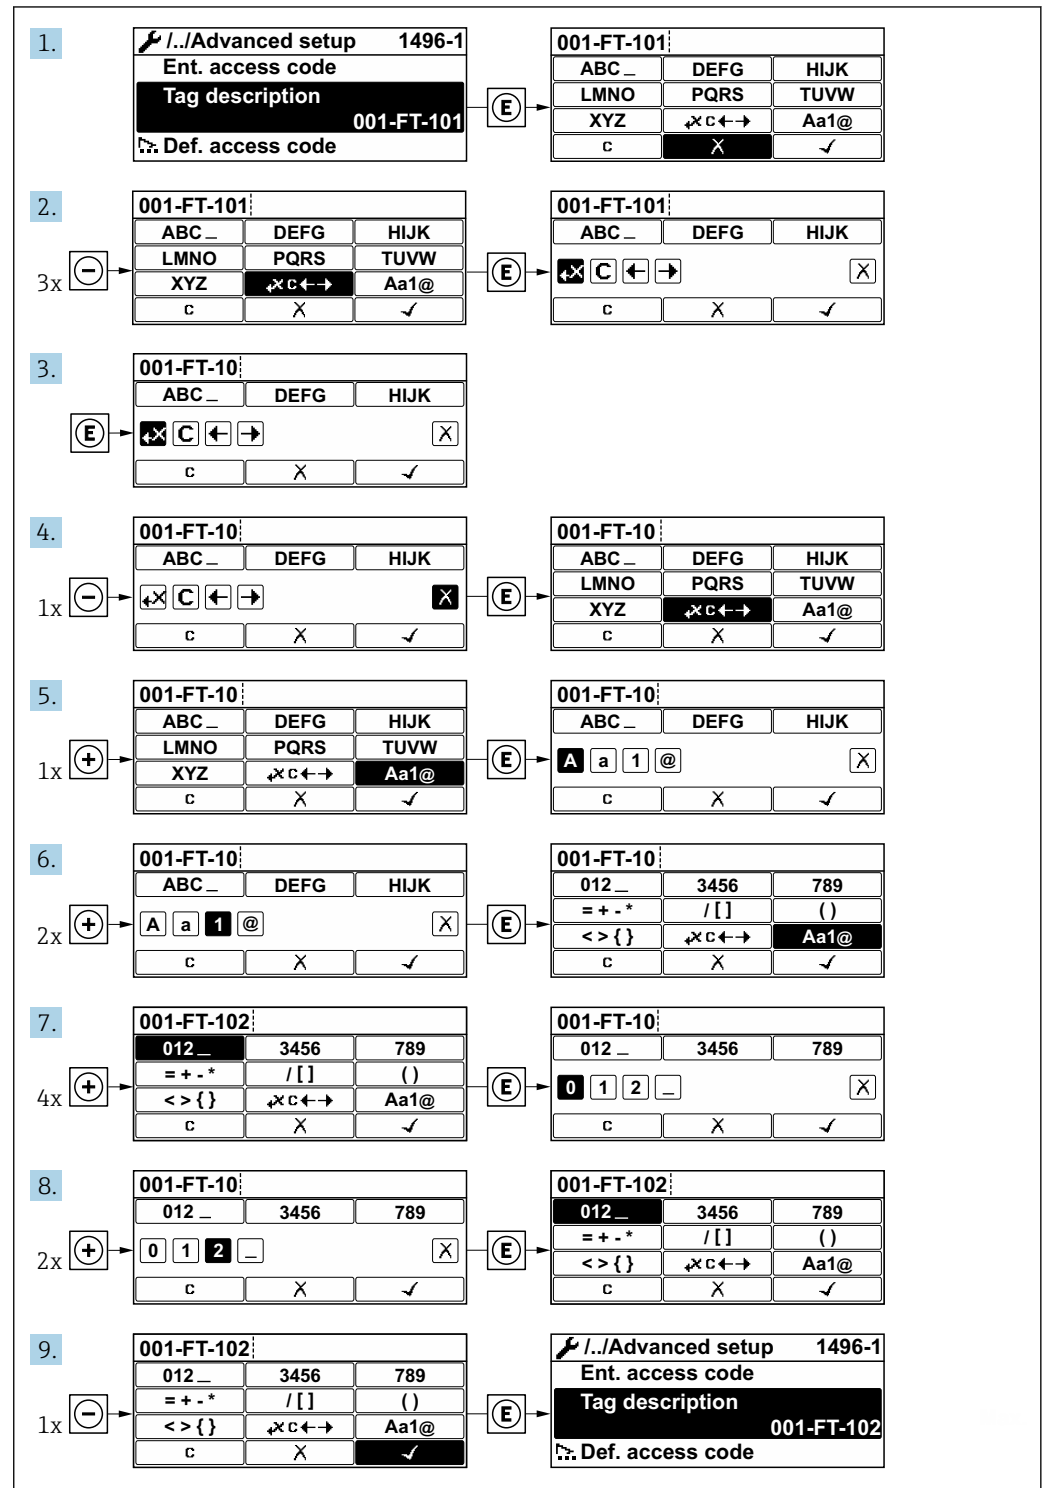 1.
/../Advanced setup 1496-1
Ent. access code
Tag description
001-FT-101
Def. access code
E
001-FT-101
ABC_ DEFG HIJK
LMNO PQRS TUVW
XYZ C←→ Aa1@
C X ✓
2.
3x −
001-FT-101
ABC_ DEFG HIJK
LMNO PQRS TUVW
XYZ C←→ Aa1@
C X ✓
E
001-FT-101
ABC_ DEFG HIJK
C ← → X
C X ✓
3.
E
001-FT-10
ABC_ DEFG HIJK
C ← → X
C X ✓
4.
1x −
001-FT-10
ABC_ DEFG HIJK
C ← → X
C X ✓
E
001-FT-10
ABC_ DEFG HIJK
LMNO PQRS TUVW
XYZ C←→ Aa1@
C X ✓
5.
1x +
001-FT-10
ABC_ DEFG HIJK
LMNO PQRS TUVW
XYZ C←→ Aa1@
C X ✓
E
001-FT-10
ABC_ DEFG HIJK
A a 1 @ X
C X ✓
6.
2x +
001-FT-10
ABC_ DEFG HIJK
A a 1 @ X
C X ✓
E
001-FT-10
012_ 3456 789
= + - * / [ ] ( )
< > { } C←→ Aa1@
C X ✓
7.
4x +
001-FT-102
012_ 3456 789
= + - * / [ ] ( )
< > { } C←→ Aa1@
C X ✓
E
001-FT-10
012_ 3456 789
0 1 2 _ X
C X ✓
8.
2x +
001-FT-10
012_ 3456 789
0 1 2 _ X
C X ✓
E
001-FT-102
012_ 3456 789
= + - * / [ ] ( )
< > { } C←→ Aa1@
C X ✓
9.
1x −
001-FT-102
012_ 3456 789
= + - * / [ ] ( )
< > { } C←→ Aa1@
C X ✓
E
/../Advanced setup 1496-1
Ent. access code
Tag description
001-FT-102
Def. access code